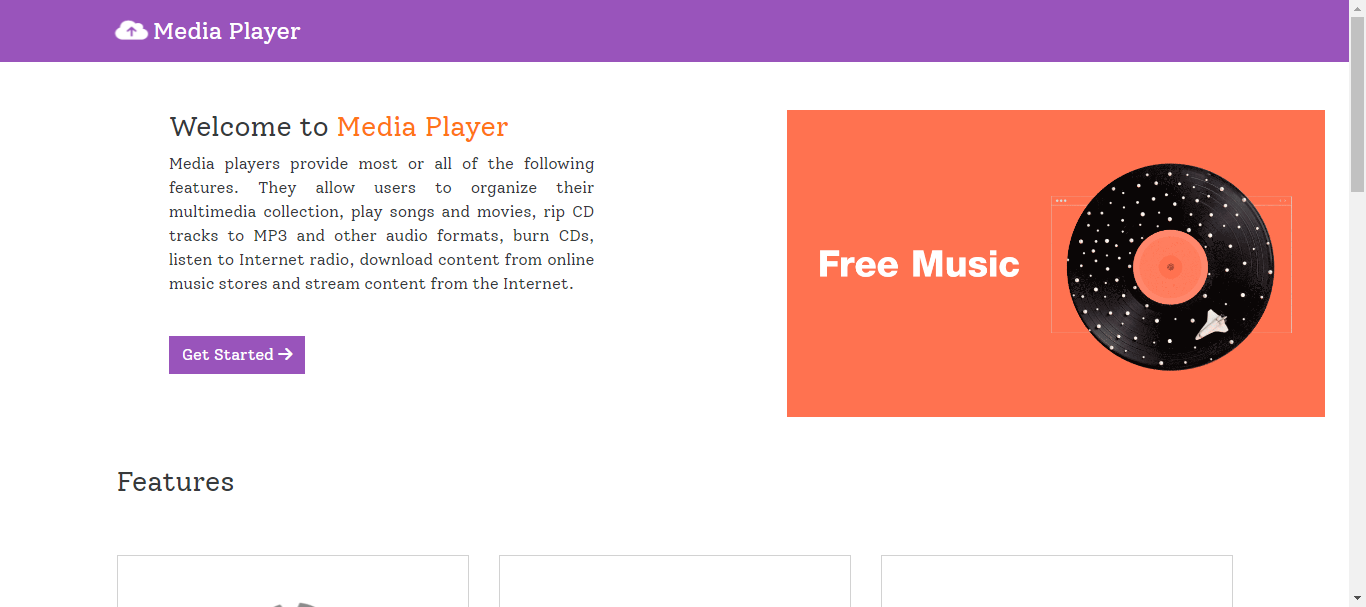 Media Player
Welcome to Media Player
Media players provide most or all of the following
features. They allow users to organize their
multimedia collection, play songs and movies, rip CD
tracks to MP3 and other audio formats, burn CDs,
listen to Internet radio, download content from online
music stores and stream content from the Internet.
Get Started
Free Music
Features